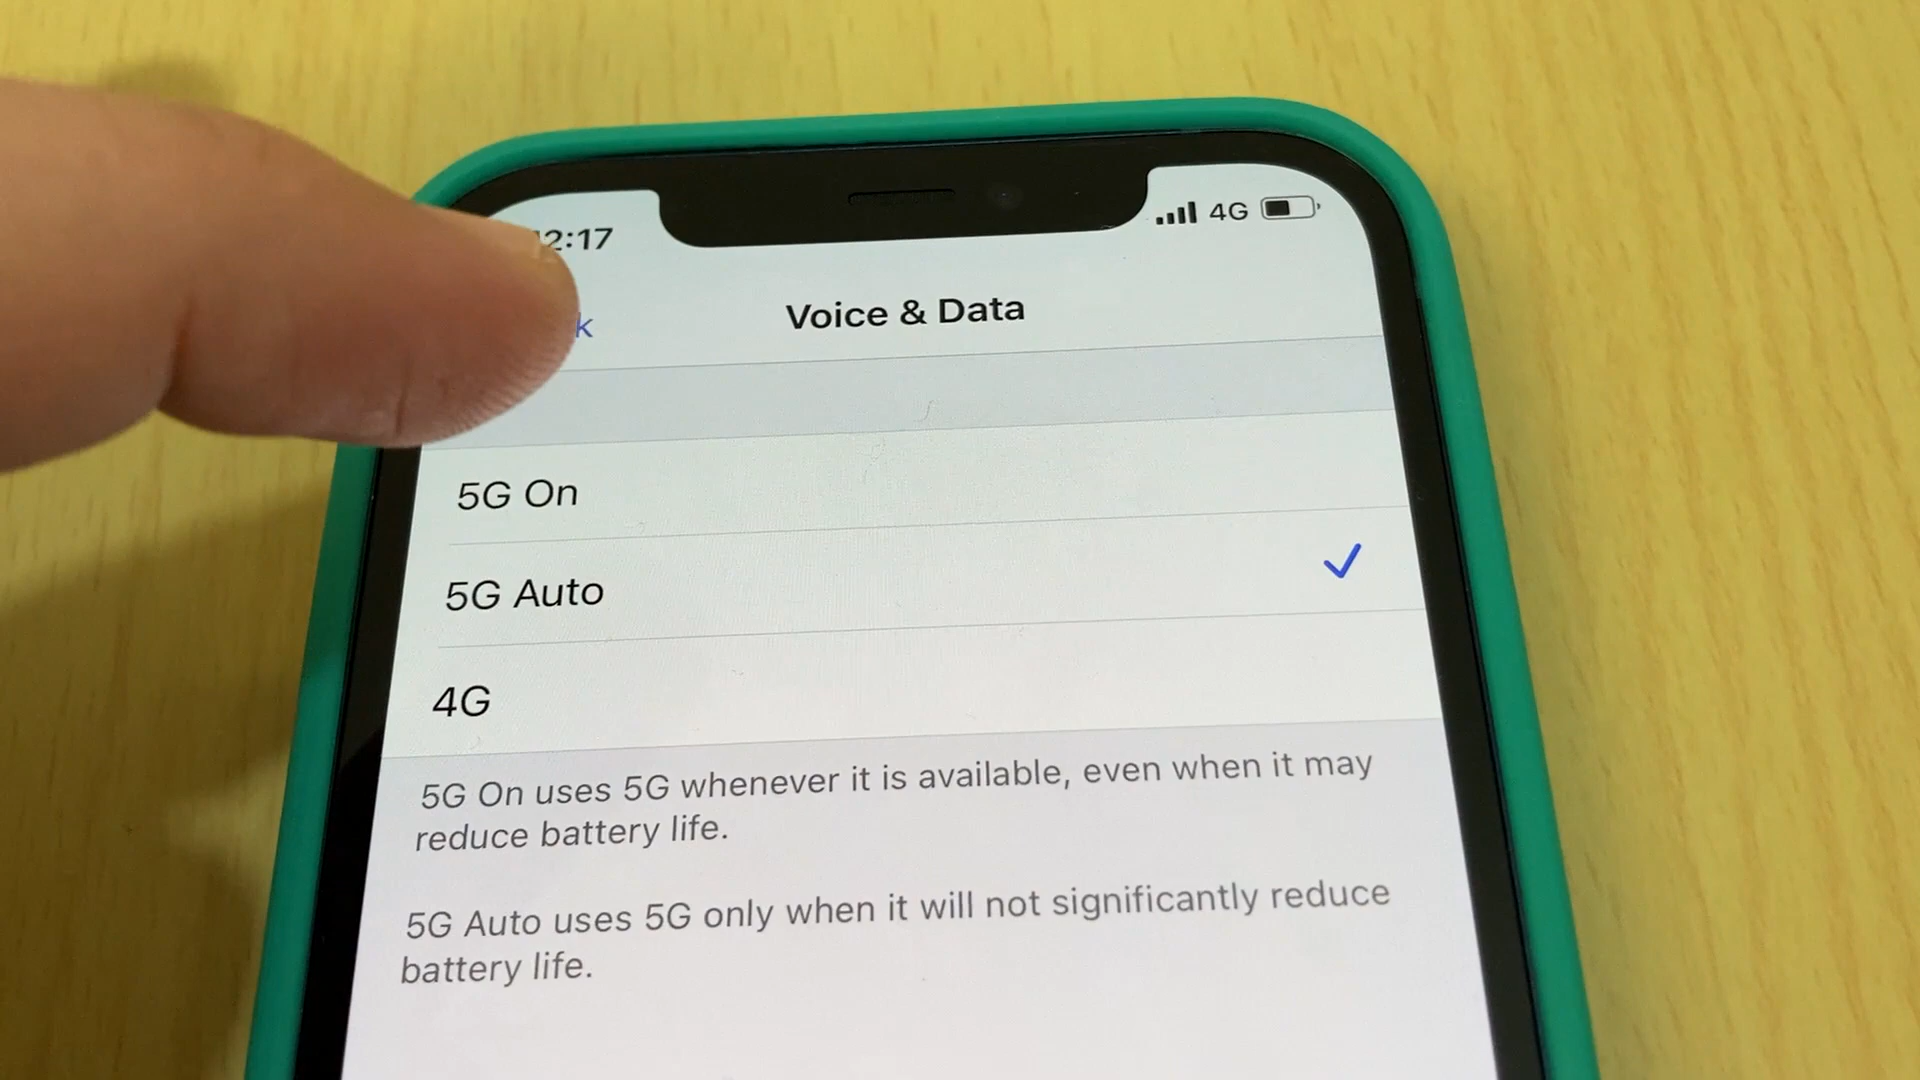 2:17
4G
k
Voice & Data
5G On
5G Auto
4G
5G On uses 5G whenever it is available, even when it may
reduce battery life.
5G Auto uses 5G only when it will not significantly reduce
battery life.